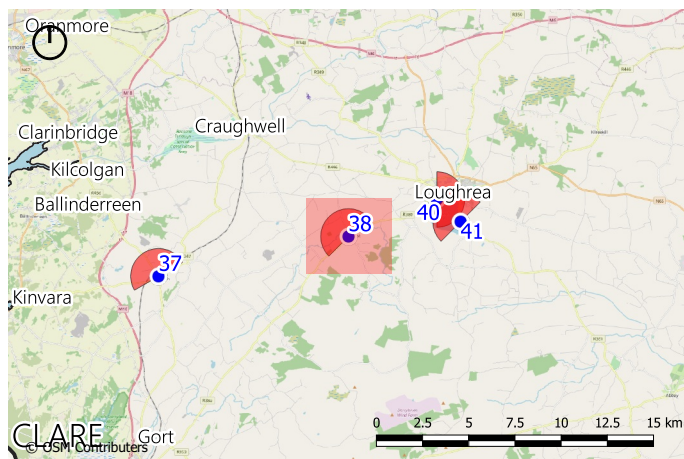 Oranmore
Craughwell
Clarinbridge
Kilcolgan
Loughrea
Ballinderreen
40
38
41
37
Kinvara
0 2.5 5 7.5 10 12.5 15 km
CLARE
Gort
© OSM Contributors